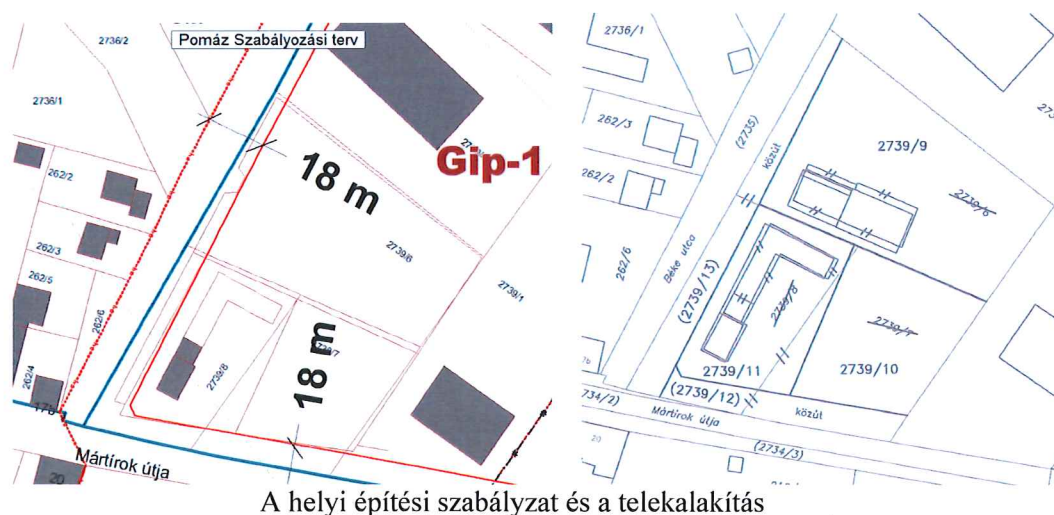 2736/2
Pomáz Szabályozási terv
2736/1
262/2
262/3
262/5
262/6
262/4
Gip-1
18 m
2739/6
2739/1
18 m
2739/8
Mártírok útja
20
2736/1
262/3
262/2
262/6
(2735)
közút
2739/9
2739/6
Béke utca
(2739/13)
2739/8
2739/7
2739/11
2739/10
(2739/12)
közút
2734/2)
Mártírok útja
(2734/3)
20
A helyi építési szabályzat és a telekalakítás